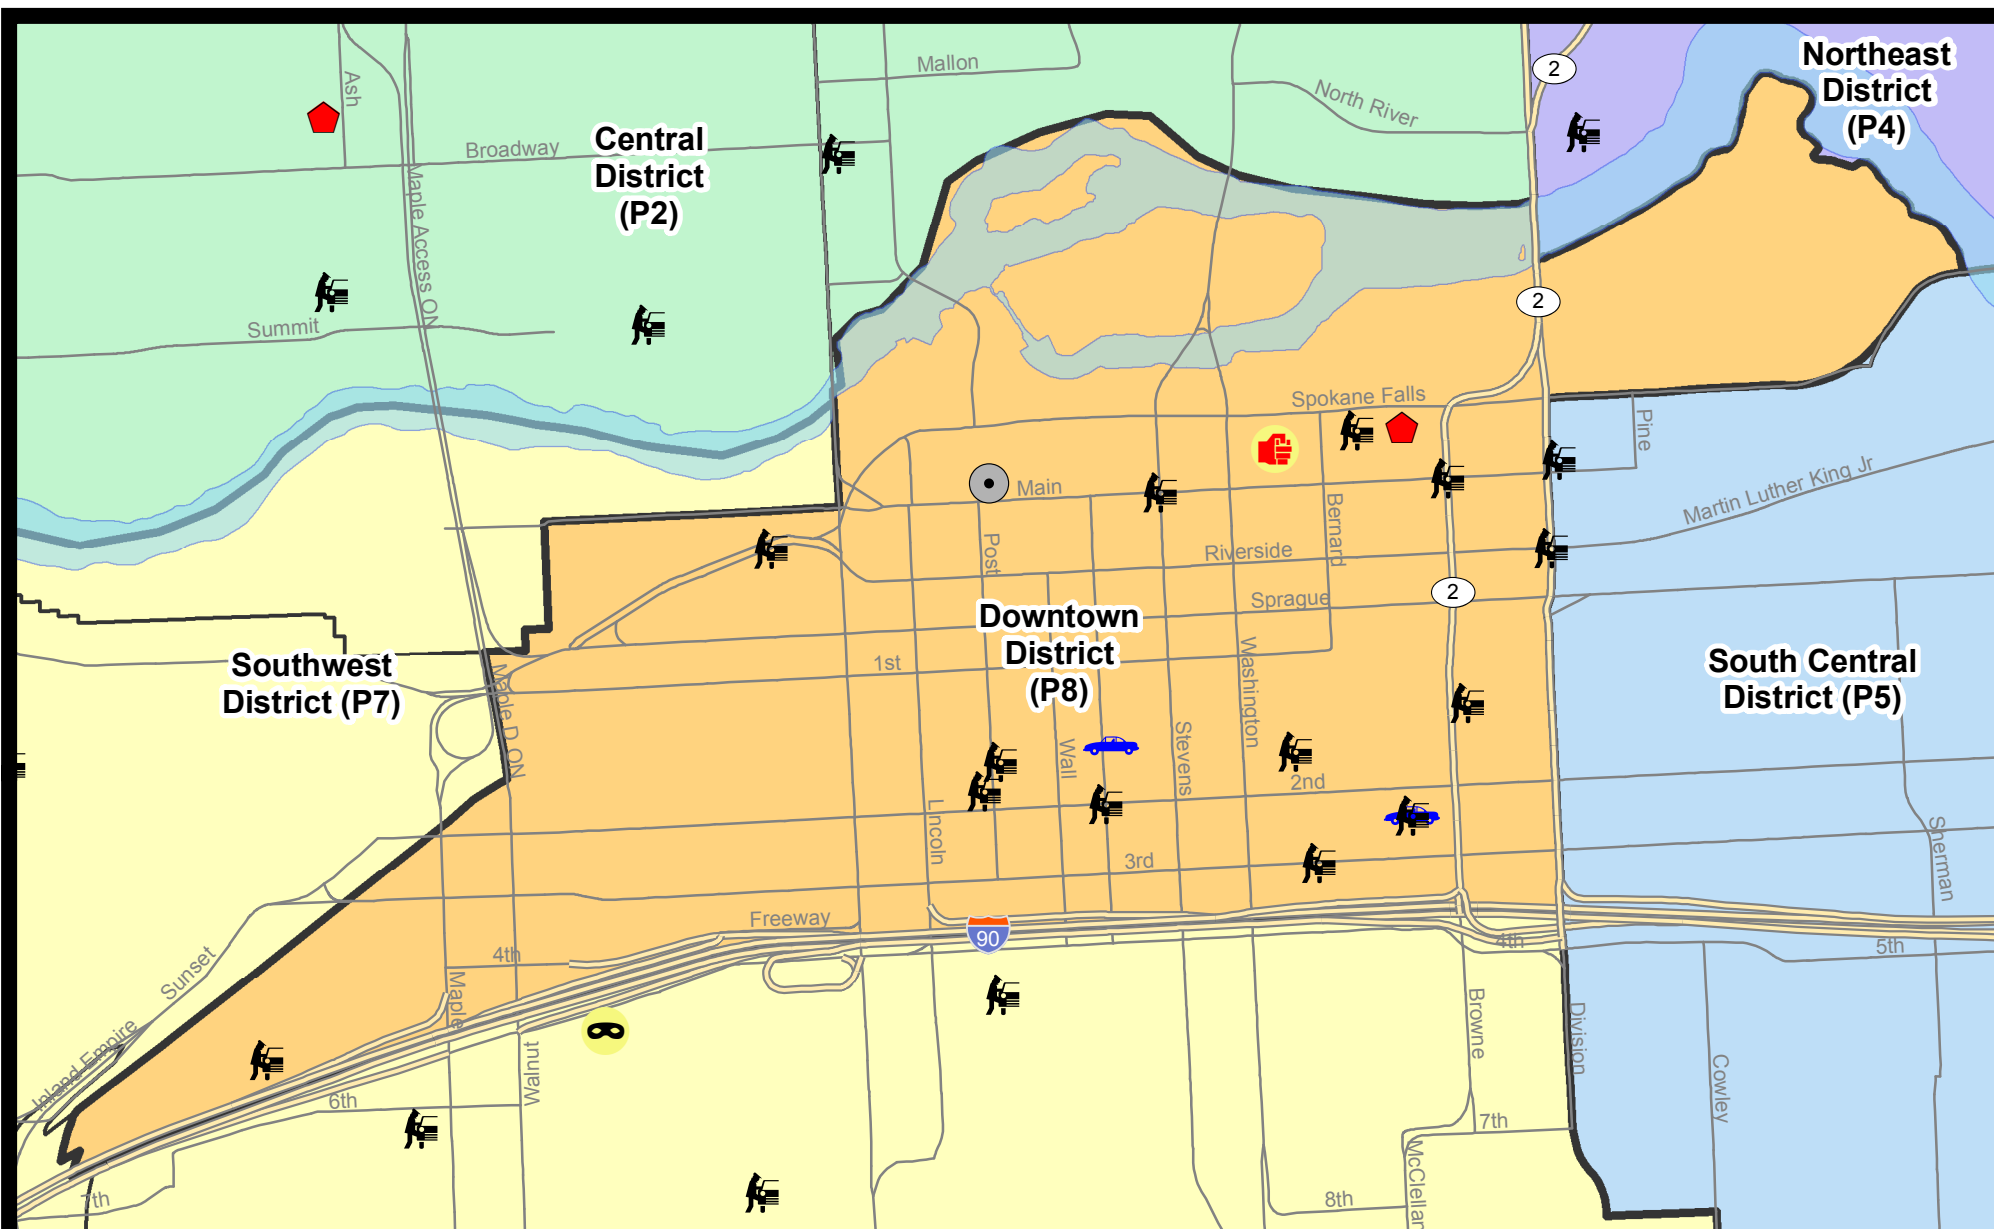 Northeast
District
(P4)
2
Mallon
North River
Ash
Central
District
(P2)
Broadway
Maple Access ON
2
Summit
Spokane Falls
Pine
Main
Martin Luther King Jr
Bernard
Post
Riverside
2
Sprague
Downtown
District
(P8)
Southwest
District (P7)
1st
Washington
South Central
District (P5)
Maple D ON
Wall
Stevens
2nd
Lncoln
3rd
Sherman
Freeway
90
4th
4th
5th
Sunset
Maple
Browne
Division
Inland Empire
Walnut
Cowley
6th
7th
McClellan
7th
8th